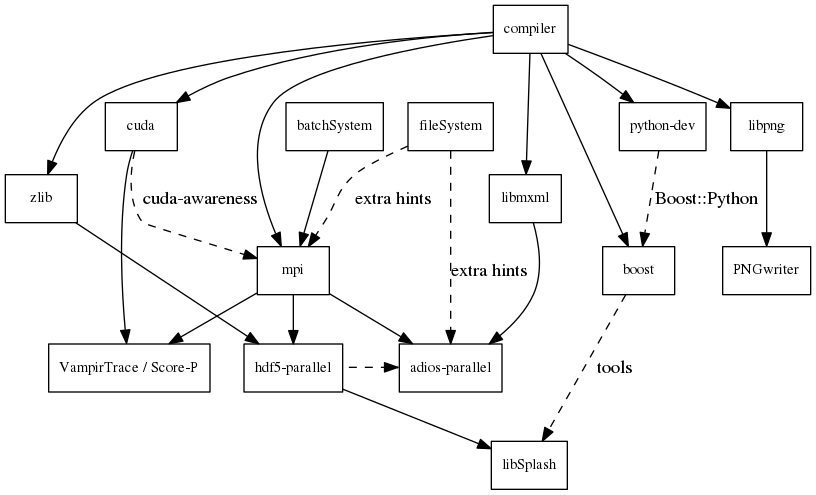 compiler
cuda
batchSystem
fileSystem
python-dev
libpng
zlib
cuda-awareness
extra hints
libmxml
Boost::Python
mpi
extra hints
boost
PNGwriter
VampirTrace / Score-P
hdf5-parallel
adios-parallel
tools
libSplash